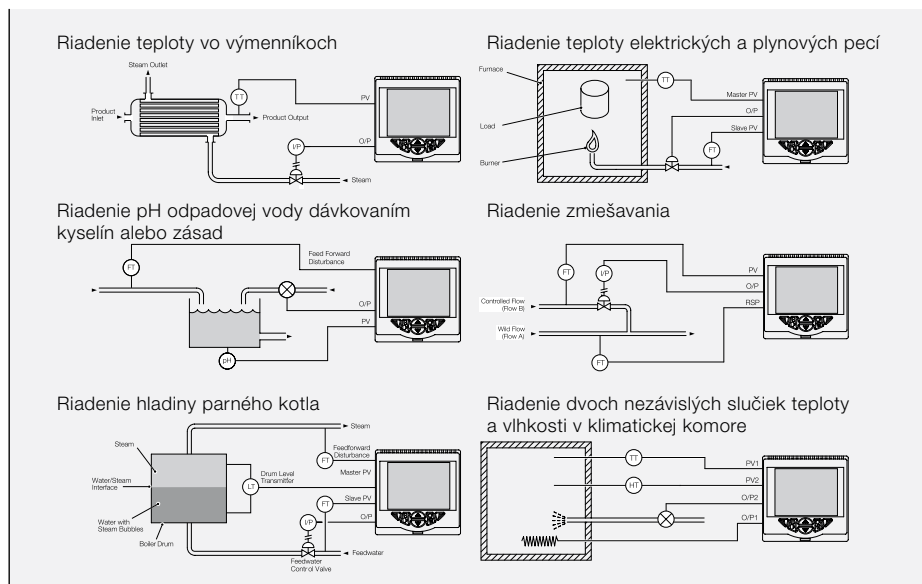 Riadenie teploty vo výmenníkoch
Steam Outlet
TT
PV
Product
Inlet
Product Output
I/P
O/P
Steam
Riadenie teploty elektrických a plynových pecí
Furnace
TT
Master PV
O/P
Load
Slave PV
FT
Burner
Riadenie pH odpadovej vody dávkovaním
kyselín alebo zásad
Feed Forward
Disturbance
FT
O/P
PV
pH
Riadenie zmiešavania
FT
I/P
PV
O/P
Controlled Flow
(Flow B)
RSP
Wild Flow
(Flow A)
FT
Riadenie hladiny parného kotla
Steam
Steam
FT
Feedforward
Disturbance
Water/Steam
Interface
LT
Drum Level
Transmitter
Master PV
Slave PV
FT
Water with
Steam Bubbles
I/P
O/P
Boiler Drum
Feedwater
Feedwater
Control Valve
Riadenie dvoch nezávislých slučiek teploty
a vlhkosti v klimatickej komore
TT
PV1
HT
PV2
O/P2
O/P1